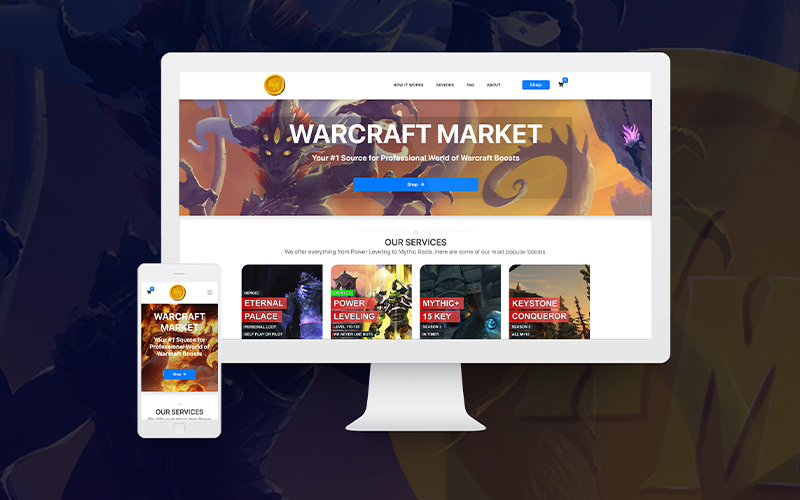 HOW IT WORKS REVIEWS FAQ ABOUT Shop
WARCRAFT MARKET
Your #1 Source for Professional World of Warcraft Boosts
Shop →
OUR SERVICES
We offer everything from Power Leveling to Mythic Raids. Here are some of our most popular boosts.
HEROIC
ETERNAL
PALACE
PERSONAL LOOT
SELF PLAY OR PILOT
POWER
LEVELING
LEVEL 110-120
WE NEVER USE BOTS
MYTHIC+
15 KEY
SEASON 3
IN TIMER
KEYSTONE
CONQUEROR
ALL M+10
WARCRAFT
MARKET
Your #1 Source for
Professional World of
Warcraft Boosts
Shop →
OUR SERVICES